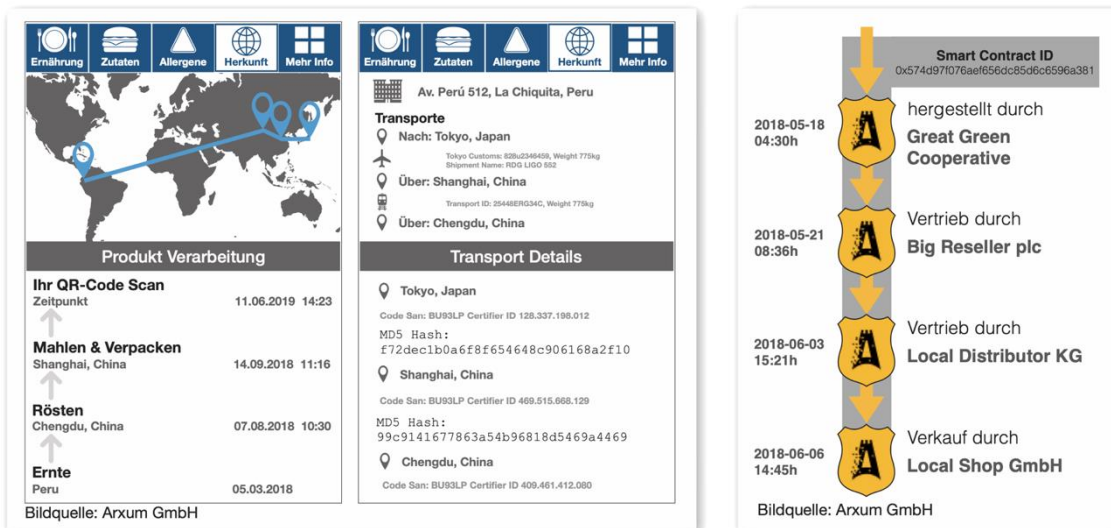 Ernährung Zutaten Allergene Herkunft Mehr Info
Produkt Verarbeitung
Ihr QR-Code Scan
Zeitpunkt 11.06.2019 14:23
Mahlen & Verpacken
Shanghai, China 14.09.2018 11:16
Rösten
Chengdu, China 07.08.2018 10:30
Ernte
Peru 05.03.2018
Bildquelle: Arxum GmbH
Ernährung Zutaten Allergene Herkunft Mehr Info
Av. Perú 512, La Chiquita, Peru
Transporte
Nach: Tokyo, Japan
Tokyo Customs: 828u2346459, Weight 775kg
Shipment Name: RDG LIGO 552
Über: Shanghai, China
Transport ID: 25448ERG34C, Weight 775kg
Über: Chengdu, China
Transport Details
Tokyo, Japan
Code San: BU93LP Certifier ID 128.337.198.012
MD5 Hash:
f72dec1b0a6f8f654648c906168a2f10
Shanghai, China
Code San: BU93LP Certifier ID 469.515.668.129
MD5 Hash:
99c9141677863a54b96818d5469a4469
Chengdu, China
Code San: BU93LP Certifier ID 409.461.412.080
Smart Contract ID
0x574d97f076aef656dc85d6c6596a381
2018-05-18
04:30h
hergestellt durch
Great Green
Cooperative
2018-05-21
08:36h
Vertrieb durch
Big Reseller plc
2018-06-03
15:21h
Vertrieb durch
Local Distributor KG
2018-06-06
14:45h
Verkauf durch
Local Shop GmbH
Bildquelle: Arxum GmbH